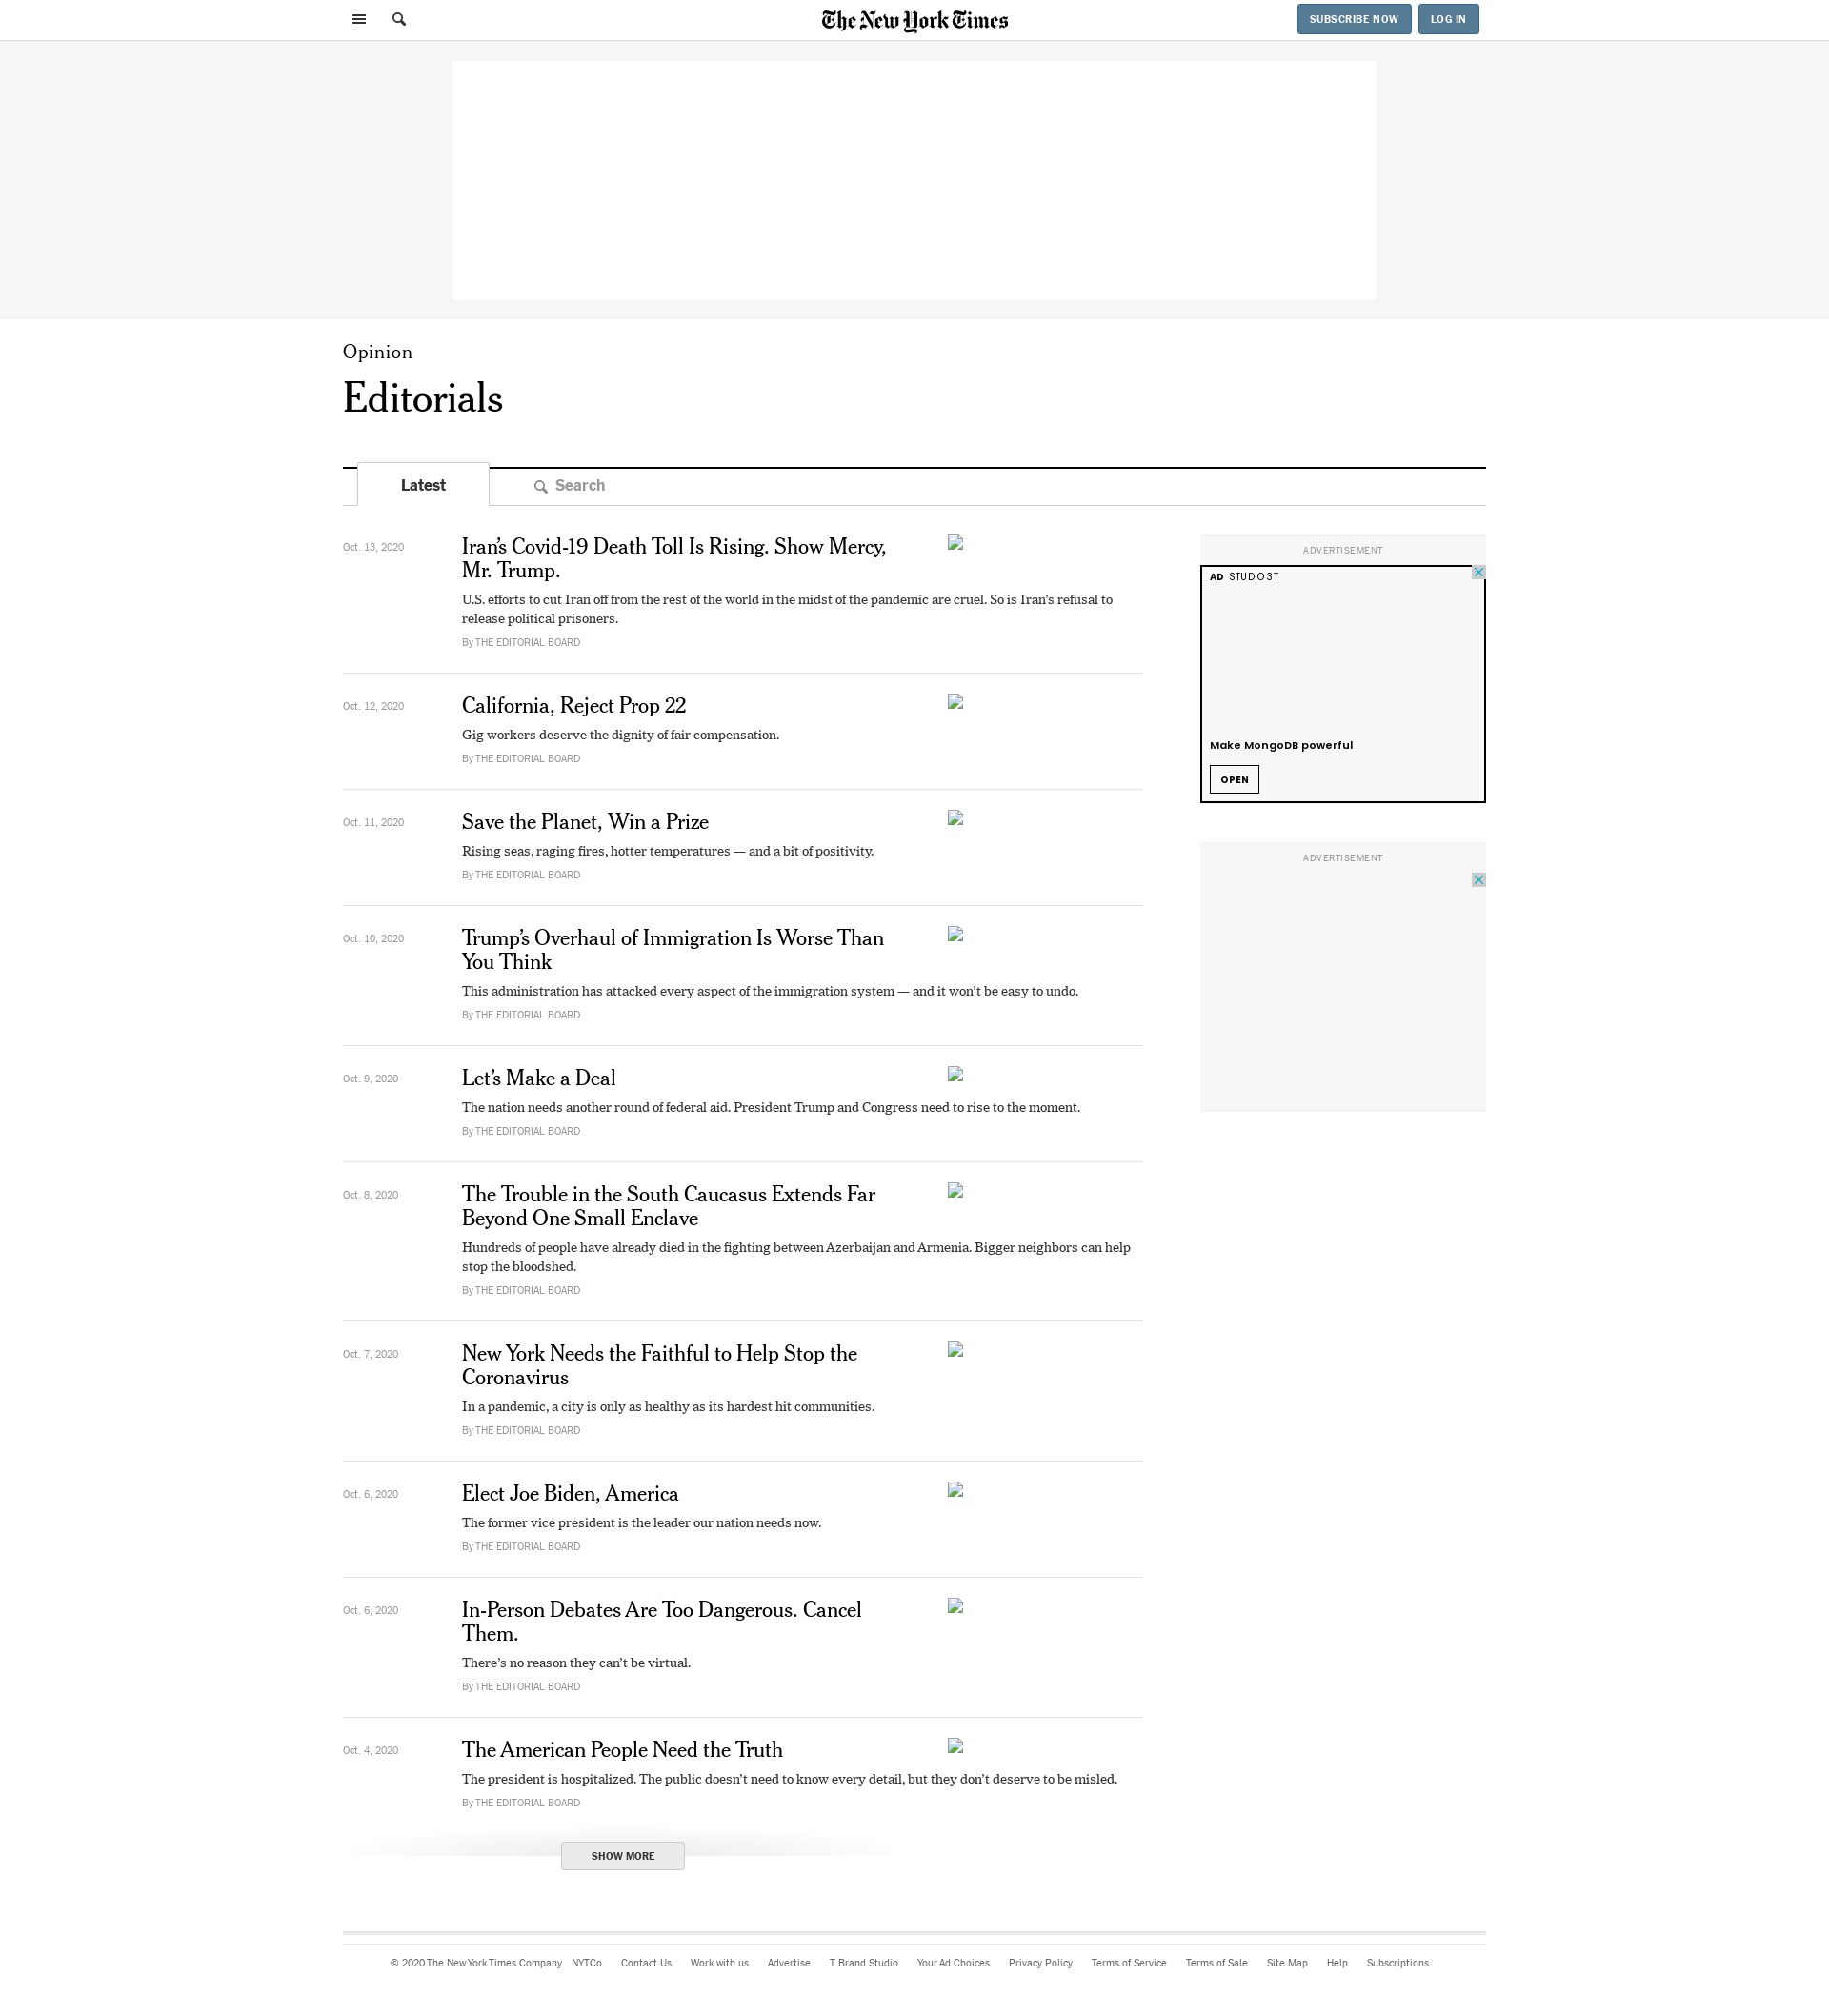 The New York Times
SUBSCRIBE NOW
LOG IN
Opinion
Editorials
Latest
Search
Oct. 13, 2020
Iran’s Covid-19 Death Toll Is Rising. Show Mercy,
Mr. Trump.
U.S. efforts to cut Iran off from the rest of the world in the midst of the pandemic are cruel. So is Iran’s refusal to
release political prisoners.
By THE EDITORIAL BOARD
Oct. 12, 2020
California, Reject Prop 22
Gig workers deserve the dignity of fair compensation.
By THE EDITORIAL BOARD
Oct. 11, 2020
Save the Planet, Win a Prize
Rising seas, raging fires, hotter temperatures — and a bit of positivity.
By THE EDITORIAL BOARD
Oct. 10, 2020
Trump’s Overhaul of Immigration Is Worse Than
You Think
This administration has attacked every aspect of the immigration system — and it won’t be easy to undo.
By THE EDITORIAL BOARD
Oct. 9, 2020
Let’s Make a Deal
The nation needs another round of federal aid. President Trump and Congress need to rise to the moment.
By THE EDITORIAL BOARD
Oct. 8, 2020
The Trouble in the South Caucasus Extends Far
Beyond One Small Enclave
Hundreds of people have already died in the fighting between Azerbaijan and Armenia. Bigger neighbors can help
stop the bloodshed.
By THE EDITORIAL BOARD
Oct. 7, 2020
New York Needs the Faithful to Help Stop the
Coronavirus
In a pandemic, a city is only as healthy as its hardest hit communities.
By THE EDITORIAL BOARD
Oct. 6, 2020
Elect Joe Biden, America
The former vice president is the leader our nation needs now.
By THE EDITORIAL BOARD
Oct. 6, 2020
In-Person Debates Are Too Dangerous. Cancel
Them.
There’s no reason they can’t be virtual.
By THE EDITORIAL BOARD
Oct. 4, 2020
The American People Need the Truth
The president is hospitalized. The public doesn’t need to know every detail, but they don’t deserve to be misled.
By THE EDITORIAL BOARD
SHOW MORE
ADVERTISEMENT
AD STUDIO 3T
Make MongoDB powerful
OPEN
ADVERTISEMENT
© 2020 The New York Times Company NYTCo Contact Us Work with us Advertise T Brand Studio Your Ad Choices Privacy Policy Terms of Service Terms of Sale Site Map Help Subscriptions